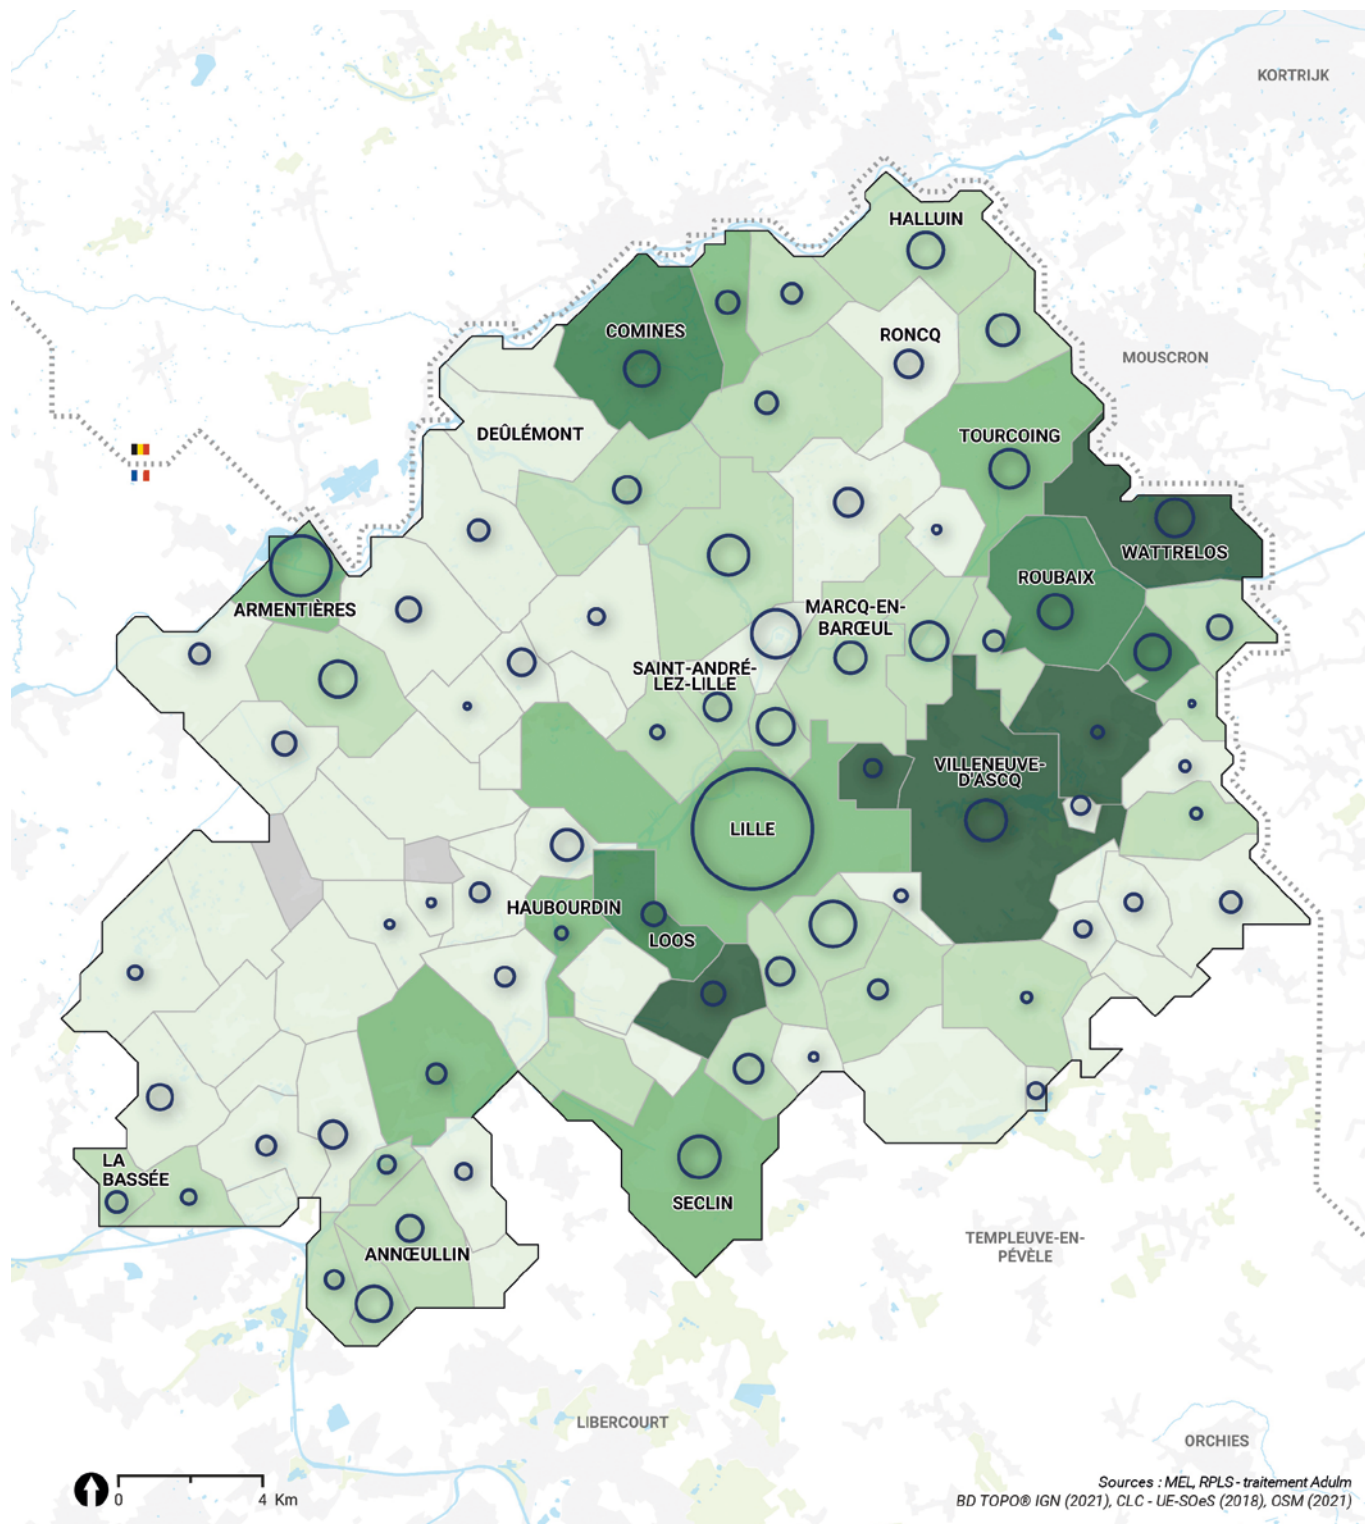 KORTRIJK
HALLUIN
COMINES
RONCQ
MOUSCRON
DEÛLÉMONT
TOURCOING
WATTRELOS
ROUBAIX
ARMENTIÈRES
MARCQ-EN-
BARŒUL
SAINT-ANDRÉ-
LEZ-LILLE
VILLENEUVE-
D'ASCQ
LILLE
HAUBOURDIN
LOOS
LA
BASSÉE
SECLIN
ANNŒULLIN
TEMPLEUVE-EN-
PÉVÈLE
LIBERCOURT
ORCHIES
0 4 Km
Sources : MEL, RPLS - traitement Adulm
BD TOPO® IGN (2021), CLC - UE-SOeS (2018), OSM (2021)